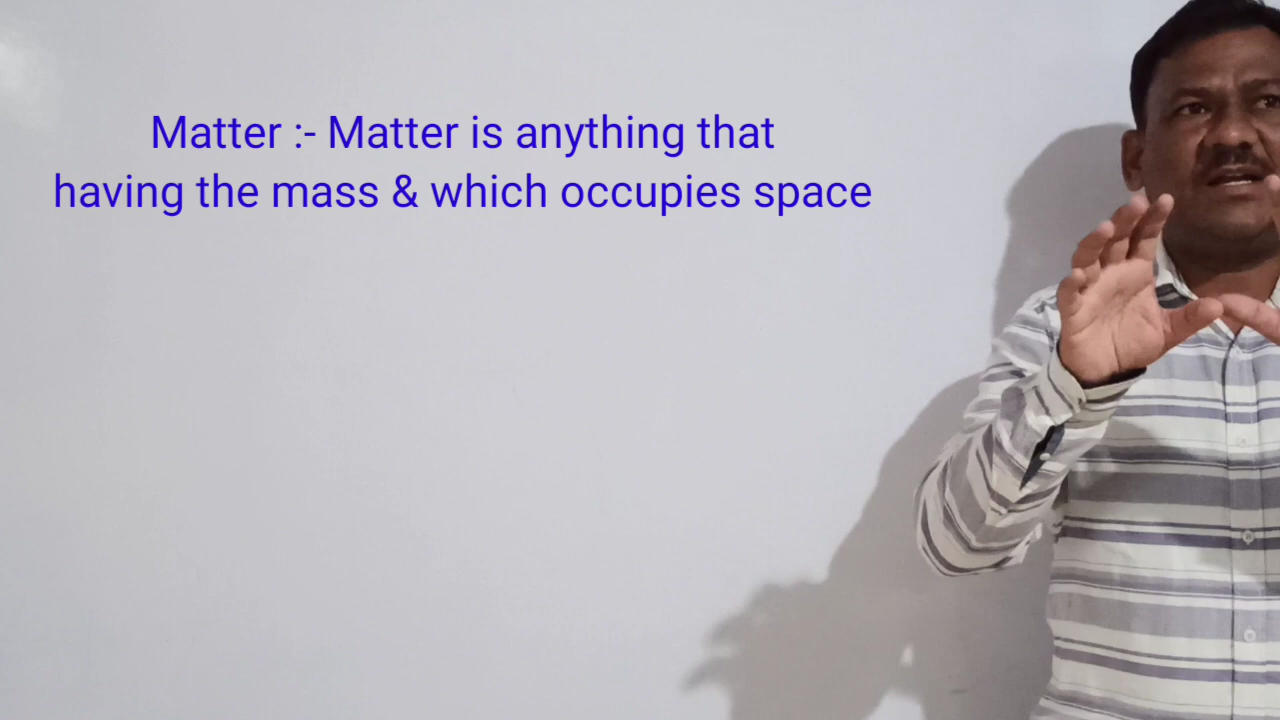 Matter :- Matter is anything that
having the mass & which occupies space